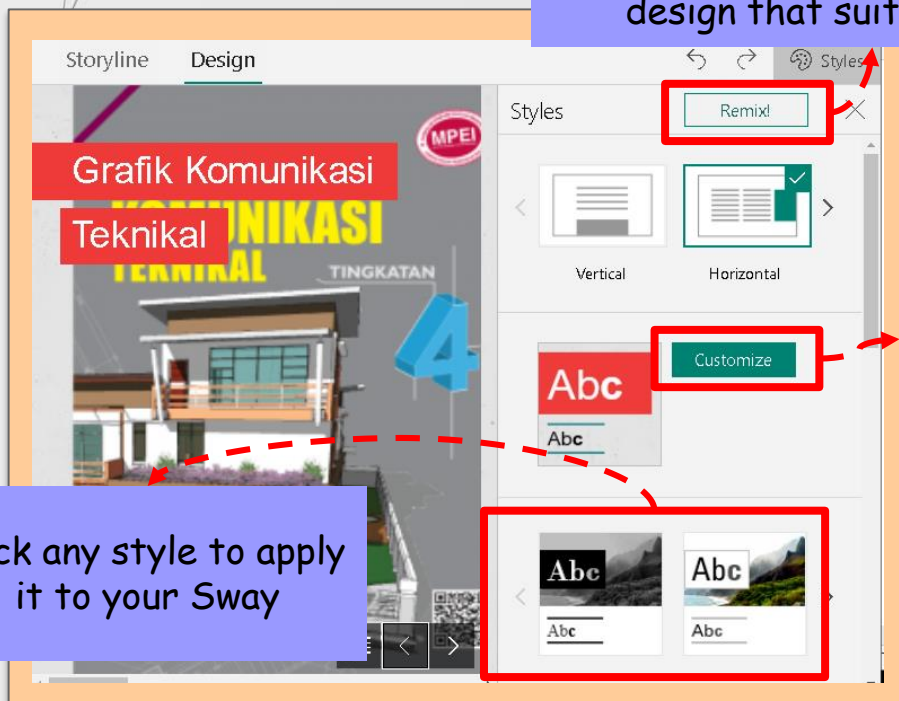 design that suit
Storyline Design
Styles
Styles Remix!
MPEI
Grafik Komunikasi
Teknikal
KOMUNIKASI
TEKNIKAL
TINGKATAN
4
Vertical Horizontal
Customize
Abc
Abc
ck any style to apply
it to your Sway
Abc Abc
Abc Abc